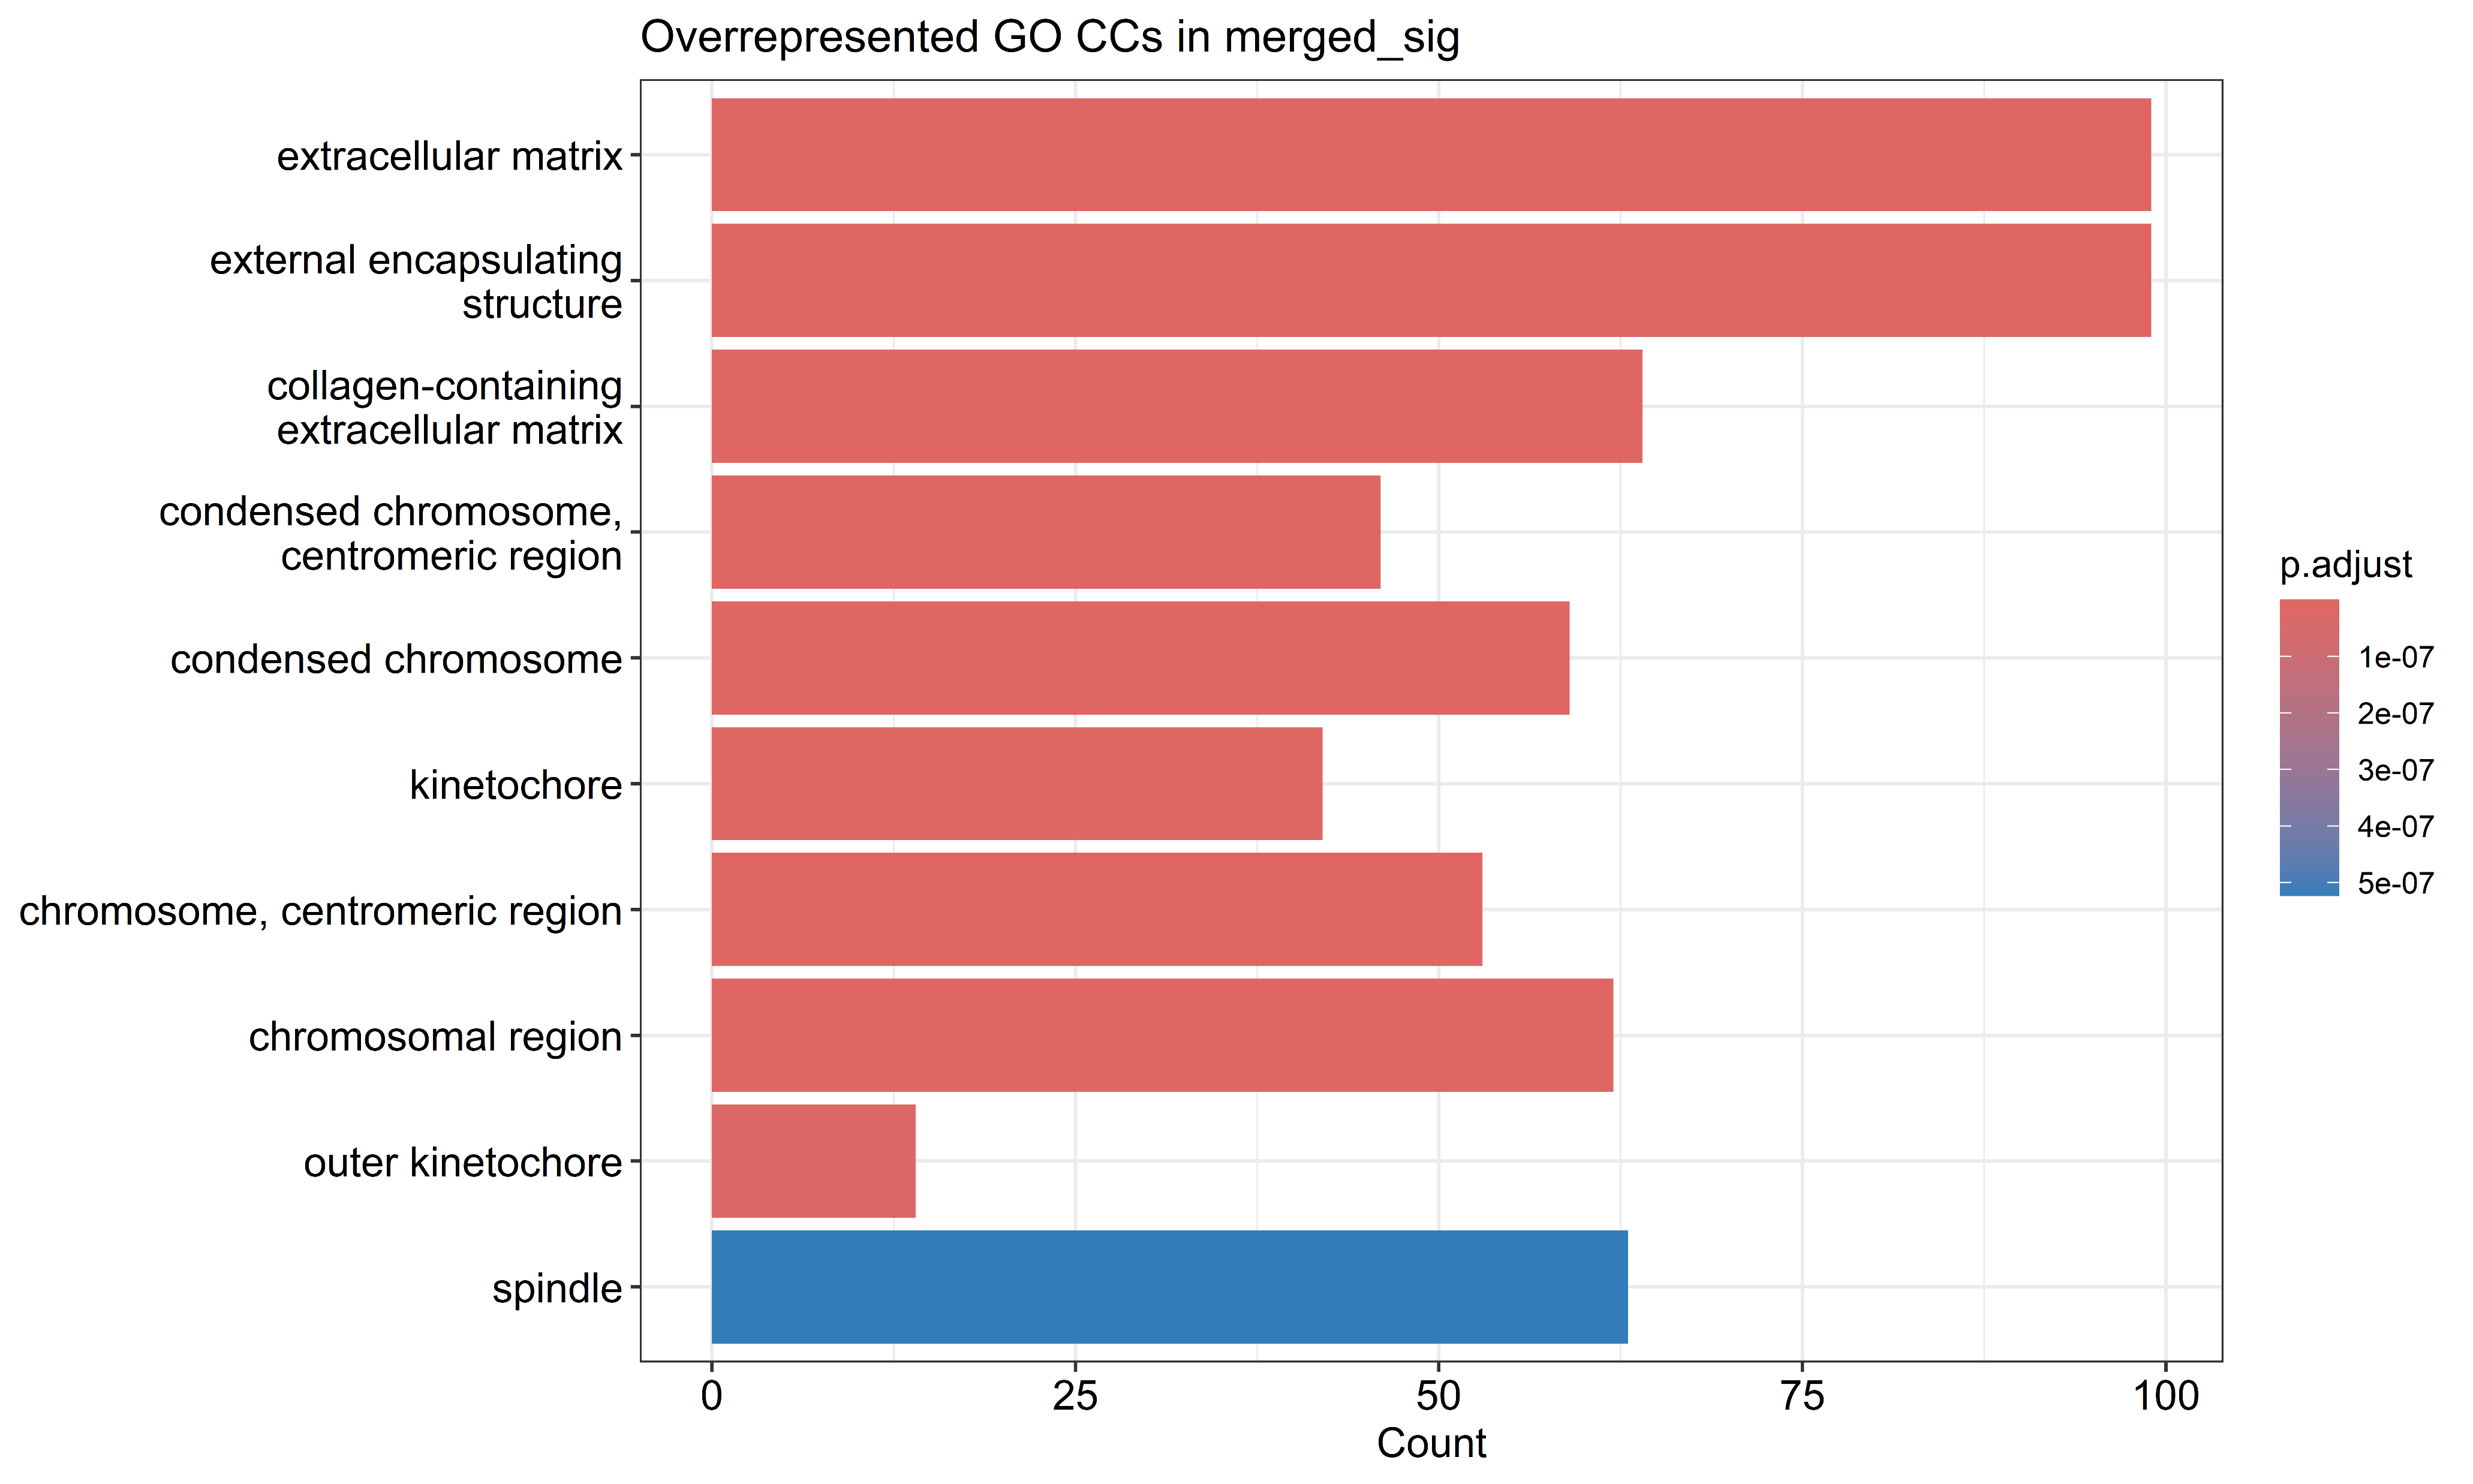 Overrepresented GO CCs in merged_sig
extracellular matrix
external encapsulating
structure
collagen-containing
extracellular matrix
condensed chromosome,
centromeric region
condensed chromosome
kinetochore
chromosome, centromeric region
chromosomal region
outer kinetochore
spindle
0 25 50 75 100
Count
p.adjust
1e-07
2e-07
3e-07
4e-07
5e-07